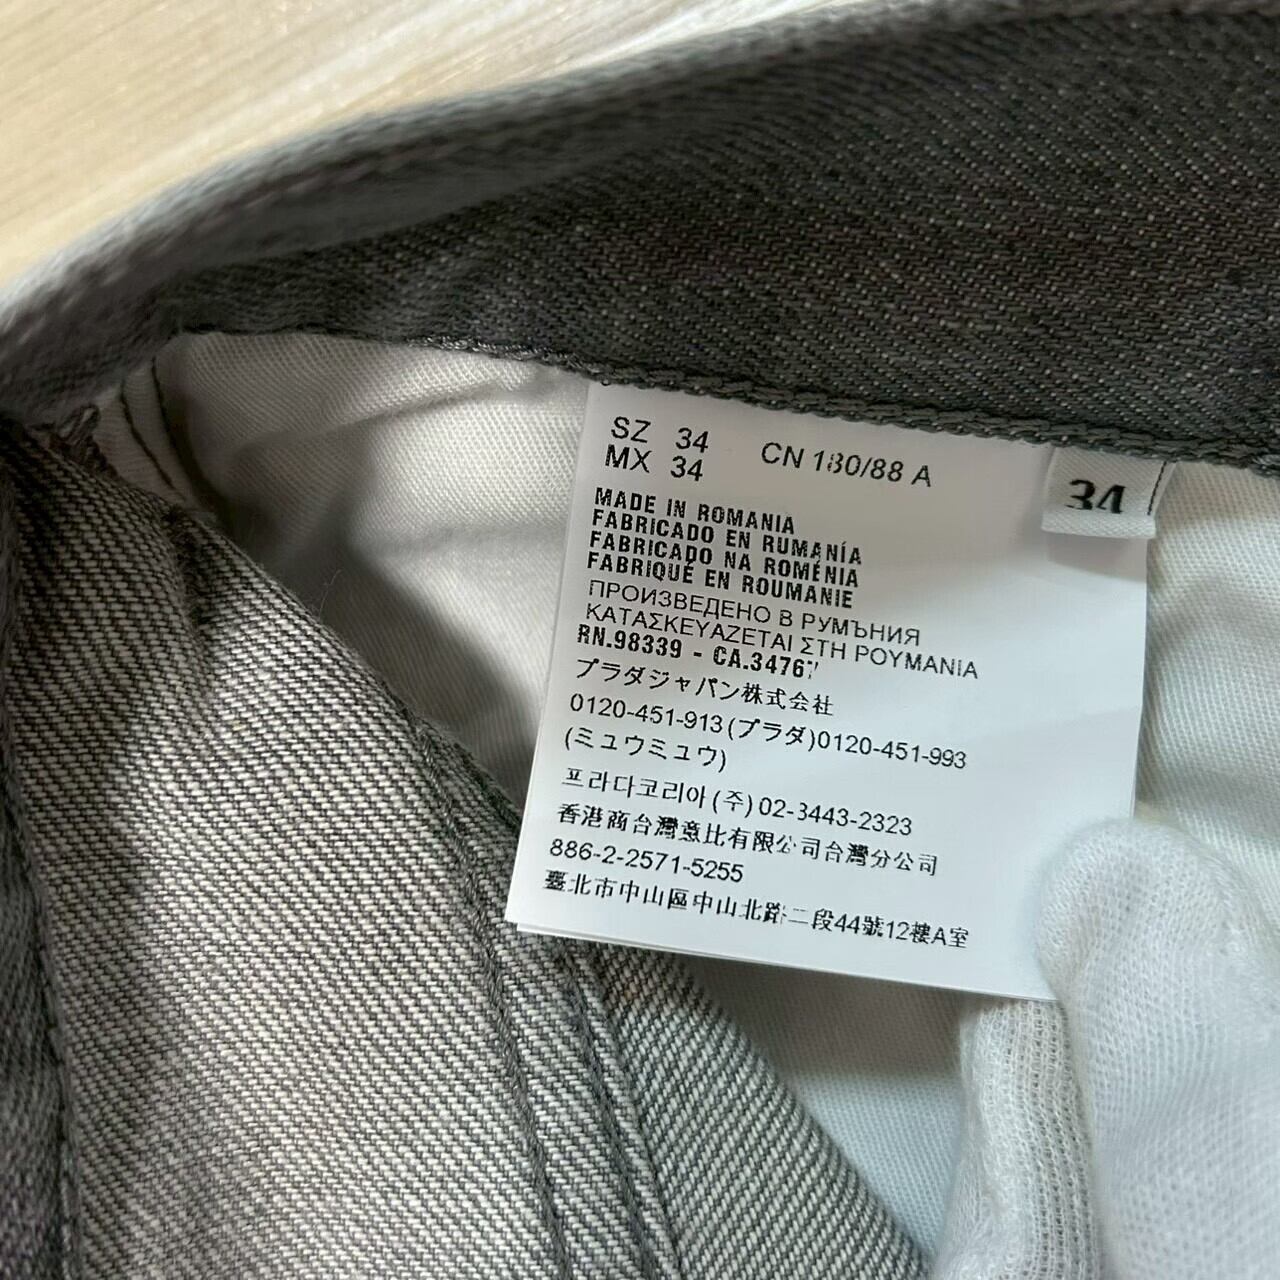 SZ 34 CN 180/88 A
MX 34
34
MADE IN ROMANIA
FABRICADO EN RUMANÍA
FABRICADO NA ROMÉNIA
FABRIQUÉ EN ROUMANIE
ПРОИЗВЕДЕНО В РУМЪНИЯ
ΚΑΤΑΣΚΕΥΑΖΕΤΑΙ ΣΤΗ ΡΟΥΜΑΝΙΑ
RN.98339 - CA.34767
プラダジャパン株式会社
0120-451-913(プラダ)0120-451-993
(ミュウミュウ)
프라다코리아(주)02-3443-2323
香港商台灣意比有限公司台灣分公司
886-2-2571-5255
臺北市中山區中山北路二段44號12樓A室